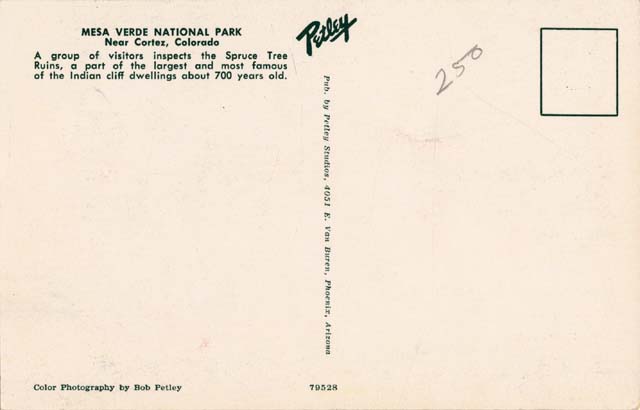 MESA VERDE NATIONAL PARK
Near Cortez, Colorado
A group of visitors inspects the Spruce Tree
Ruins, a part of the largest and most famous
of the Indian cliff dwellings about 700 years old.
Petley
250
Pub. by Petley Studios, 4051 E. Van Buren, Phoenix, Arizona
Color Photography by Bob Petley
79528